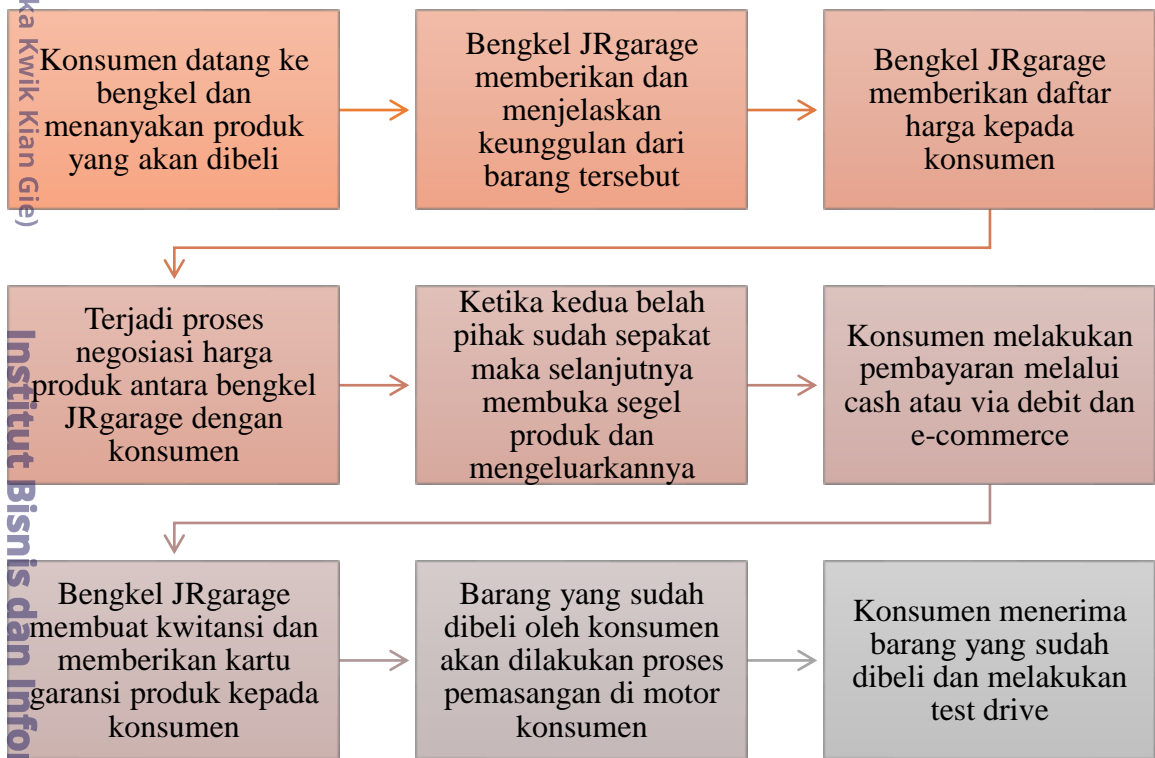 Konsumen datang ke
bengkel dan
menanyakan produk
yang akan dibeli
Bengkel JRgarage
memberikan dan
menjelaskan
keunggulan dari
barang tersebut
Bengkel JRgarage
memberikan daftar
harga kepada
konsumen
Terjadi proses
negosiasi harga
produk antara bengkel
JRgarage dengan
konsumen
Ketika kedua belah
pihak sudah sepakat
maka selanjutnya
membuka segel
produk dan
mengeluarkannya
Konsumen melakukan
pembayaran melalui
cash atau via debit dan
e-commerce
Bengkel JRgarage
membuat kwitansi dan
memberikan kartu
garansi produk kepada
konsumen
Barang yang sudah
dibeli oleh konsumen
akan dilakukan proses
pemasangan di motor
konsumen
Konsumen menerima
barang yang sudah
dibeli dan melakukan
test drive
Kwik Kian Gie)
Institut Bisnis dan